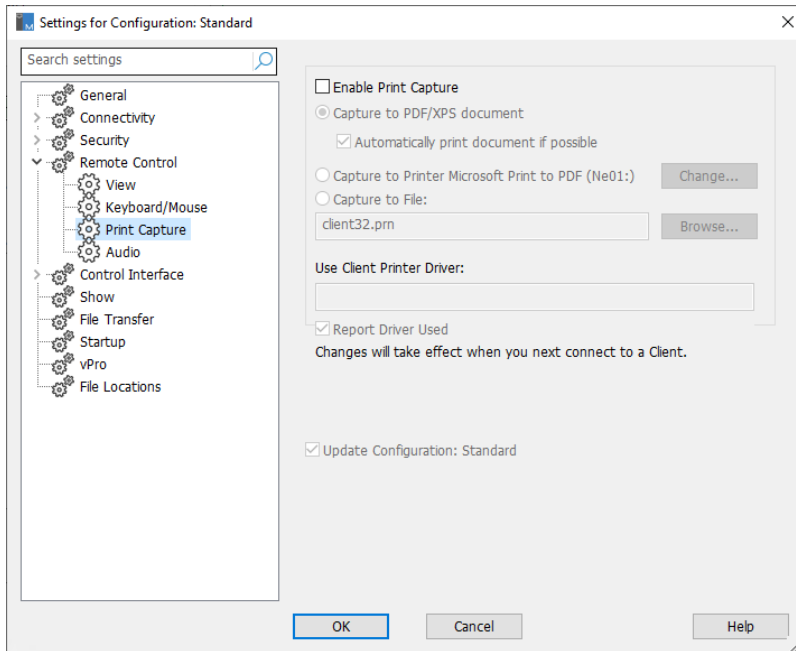 Settings for Configuration: Standard
Search settings
General
Connectivity
Security
Remote Control
View
Keyboard/Mouse
Print Capture
Audio
Control Interface
Show
File Transfer
Startup
vPro
File Locations
Enable Print Capture
Capture to PDF/XPS document
Automatically print document if possible
Capture to Printer Microsoft Print to PDF (Ne01:)
Change...
Capture to File:
client32.prn
Browse...
Use Client Printer Driver:
Report Driver Used
Changes will take effect when you next connect to a Client.
Update Configuration: Standard
OK
Cancel
Help